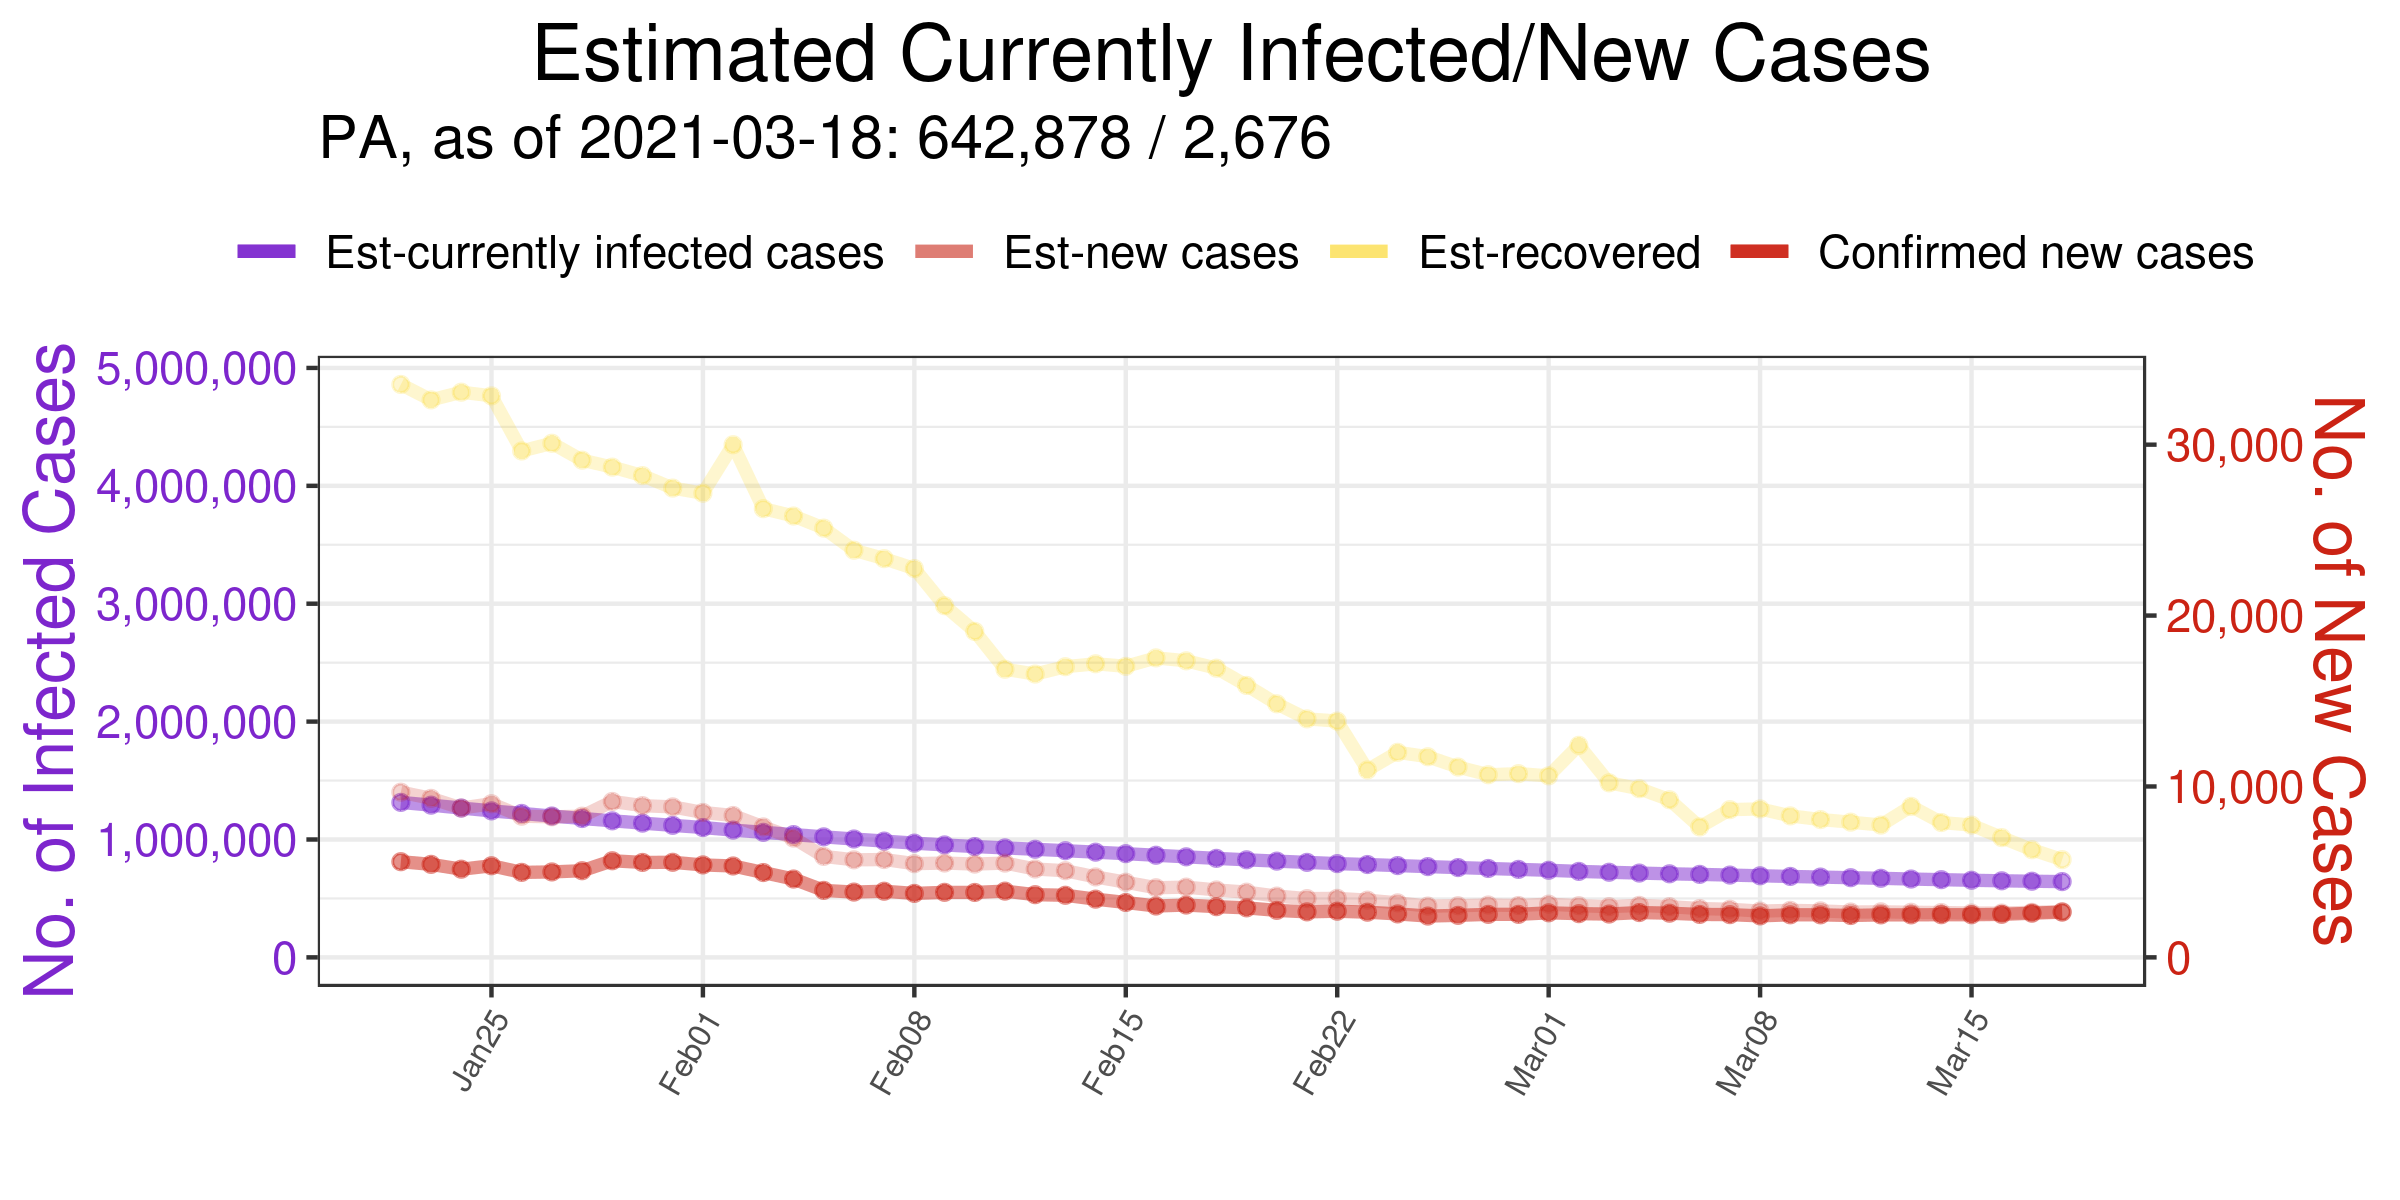 Estimated Currently Infected/New Cases
PA, as of 2021-03-18: 642,878 / 2,676
Est-currently infected cases Est-new cases Est-recovered Confirmed new cases
No. of Infected Cases
5,000,000
4,000,000
3,000,000
2,000,000
1,000,000
0
30,000
20,000
10,000
0
No. of New Cases
Jan25 Feb01 Feb08 Feb15 Feb22 Mar01 Mar08 Mar15